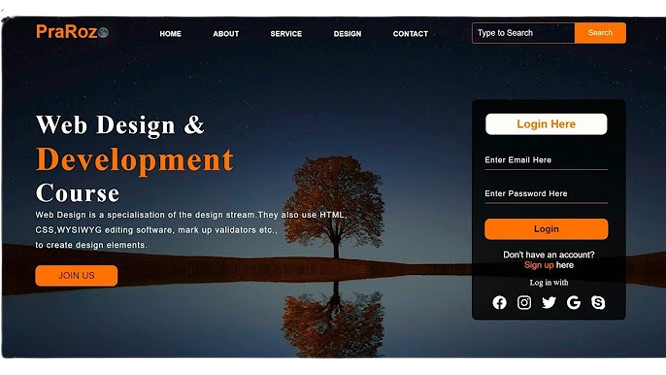 PraRoz
HOME
ABOUT
SERVICE
DESIGN
CONTACT
Type to Search
Search
Web Design &
Development
Course
Web Design is a specialisation of the design stream.They also use HTML,
CSS,WYSIWYG editing software, mark up validators etc.,
to create design elements.
JOIN US
Login Here
Enter Email Here
Enter Password Here
Login
Don't have an account?
Sign up here
Log in with